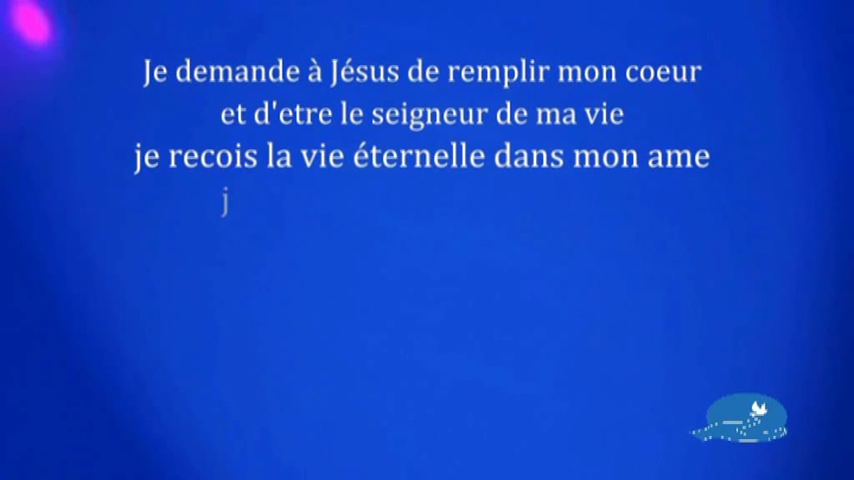 Je demande à Jésus de remplir mon coeur
et d'etre le seigneur de ma vie
je recois la vie éternelle dans mon ame
j